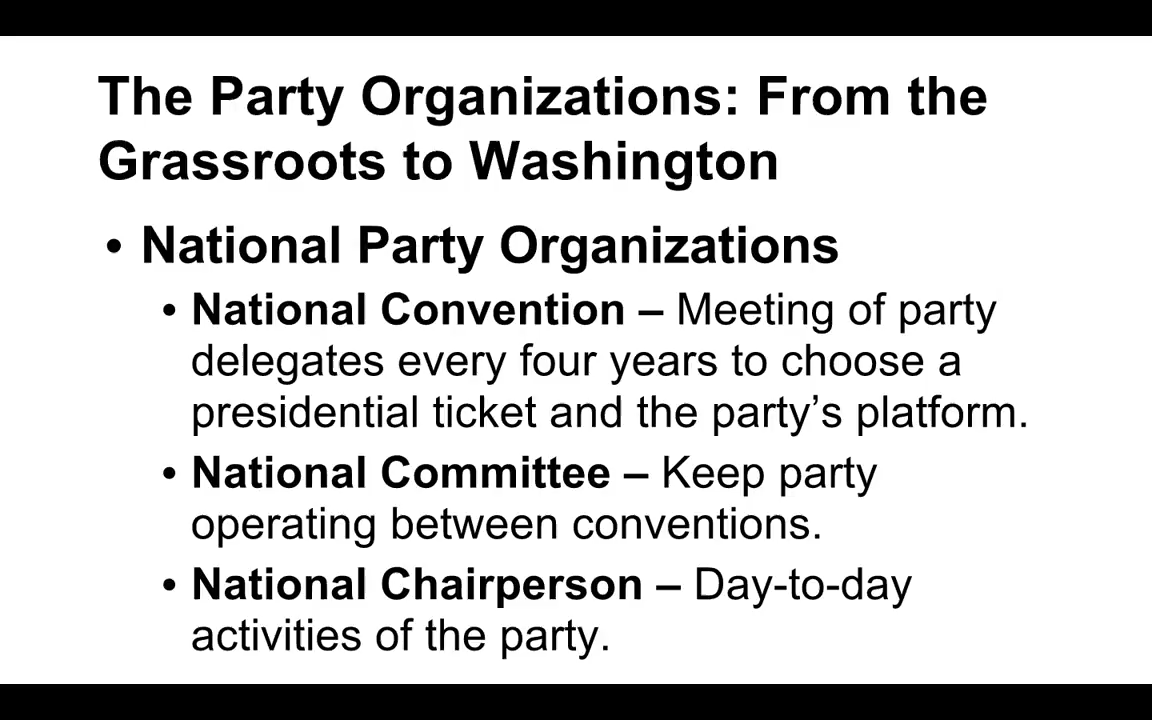 The Party Organizations: From the
Grassroots to Washington
• National Party Organizations
• National Convention – Meeting of party
delegates every four years to choose a
presidential ticket and the party’s platform.
• National Committee – Keep party
operating between conventions.
• National Chairperson – Day-to-day
activities of the party.